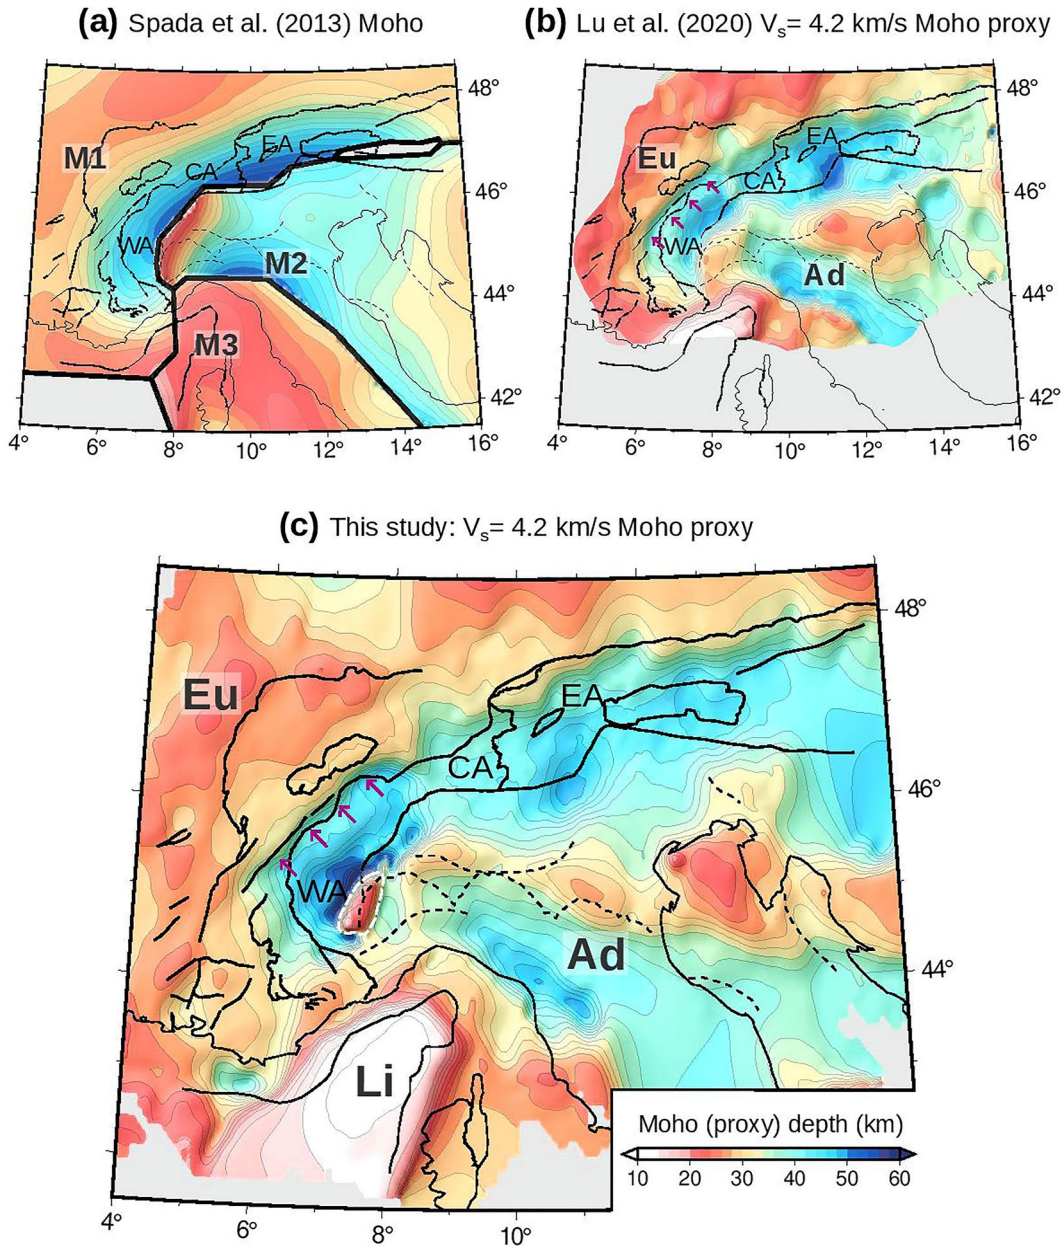 (a) Spada et al. (2013) Moho
M1
EA
CA
WA
M2
M3
48°
46°
44°
42°
4° 6° 8° 10° 12° 14° 16°
(b) Lu et al. (2020) Vs= 4.2 km/s Moho proxy
Eu
EA
CA
WA
Ad
48°
46°
44°
42°
4° 6° 8° 10° 12° 14° 16°
(c) This study: Vs= 4.2 km/s Moho proxy
Eu
EA
CA
WA
Ad
Li
48°
46°
44°
4° 6° 8° 10°
Moho (proxy) depth (km)
10 20 30 40 50 60